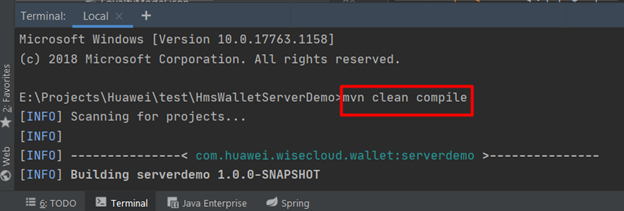 Terminal: Local × +
Microsoft Windows [Version 10.0.17763.1158]
(c) 2018 Microsoft Corporation. All rights reserved.
E:\Projects\Huawei\test\HmsWalletServerDemo>mvn clean compile
[INFO] Scanning for projects...
[INFO]
[INFO] --------------< com.huawei.wisecloud.wallet:serverdemo >---------------
[INFO] Building serverdemo 1.0.0-SNAPSHOT
2: Favorites
Web
6: TODO Terminal Java Enterprise Spring